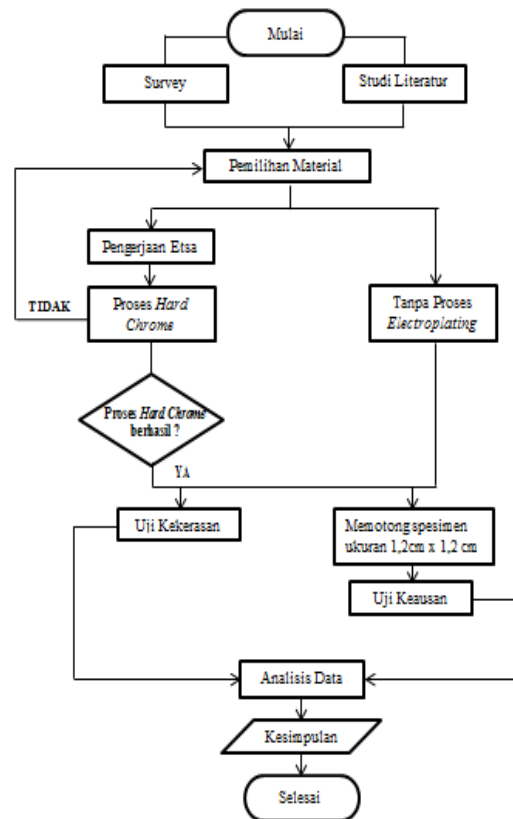 Mulai
Survey
Studi Literatur
Pemilihan Material
Pengerjaan Etsa
TIDAK
Proses Hard
Chrome
Tanpa Proses
Electroplating
Proses Hard Chrome
berhasil ?
YA
Uji Kekerasan
Memotong spesimen
ukuran 1,2cm x 1,2 cm
Uji Keausan
Analisis Data
Kesimpulan
Selesai